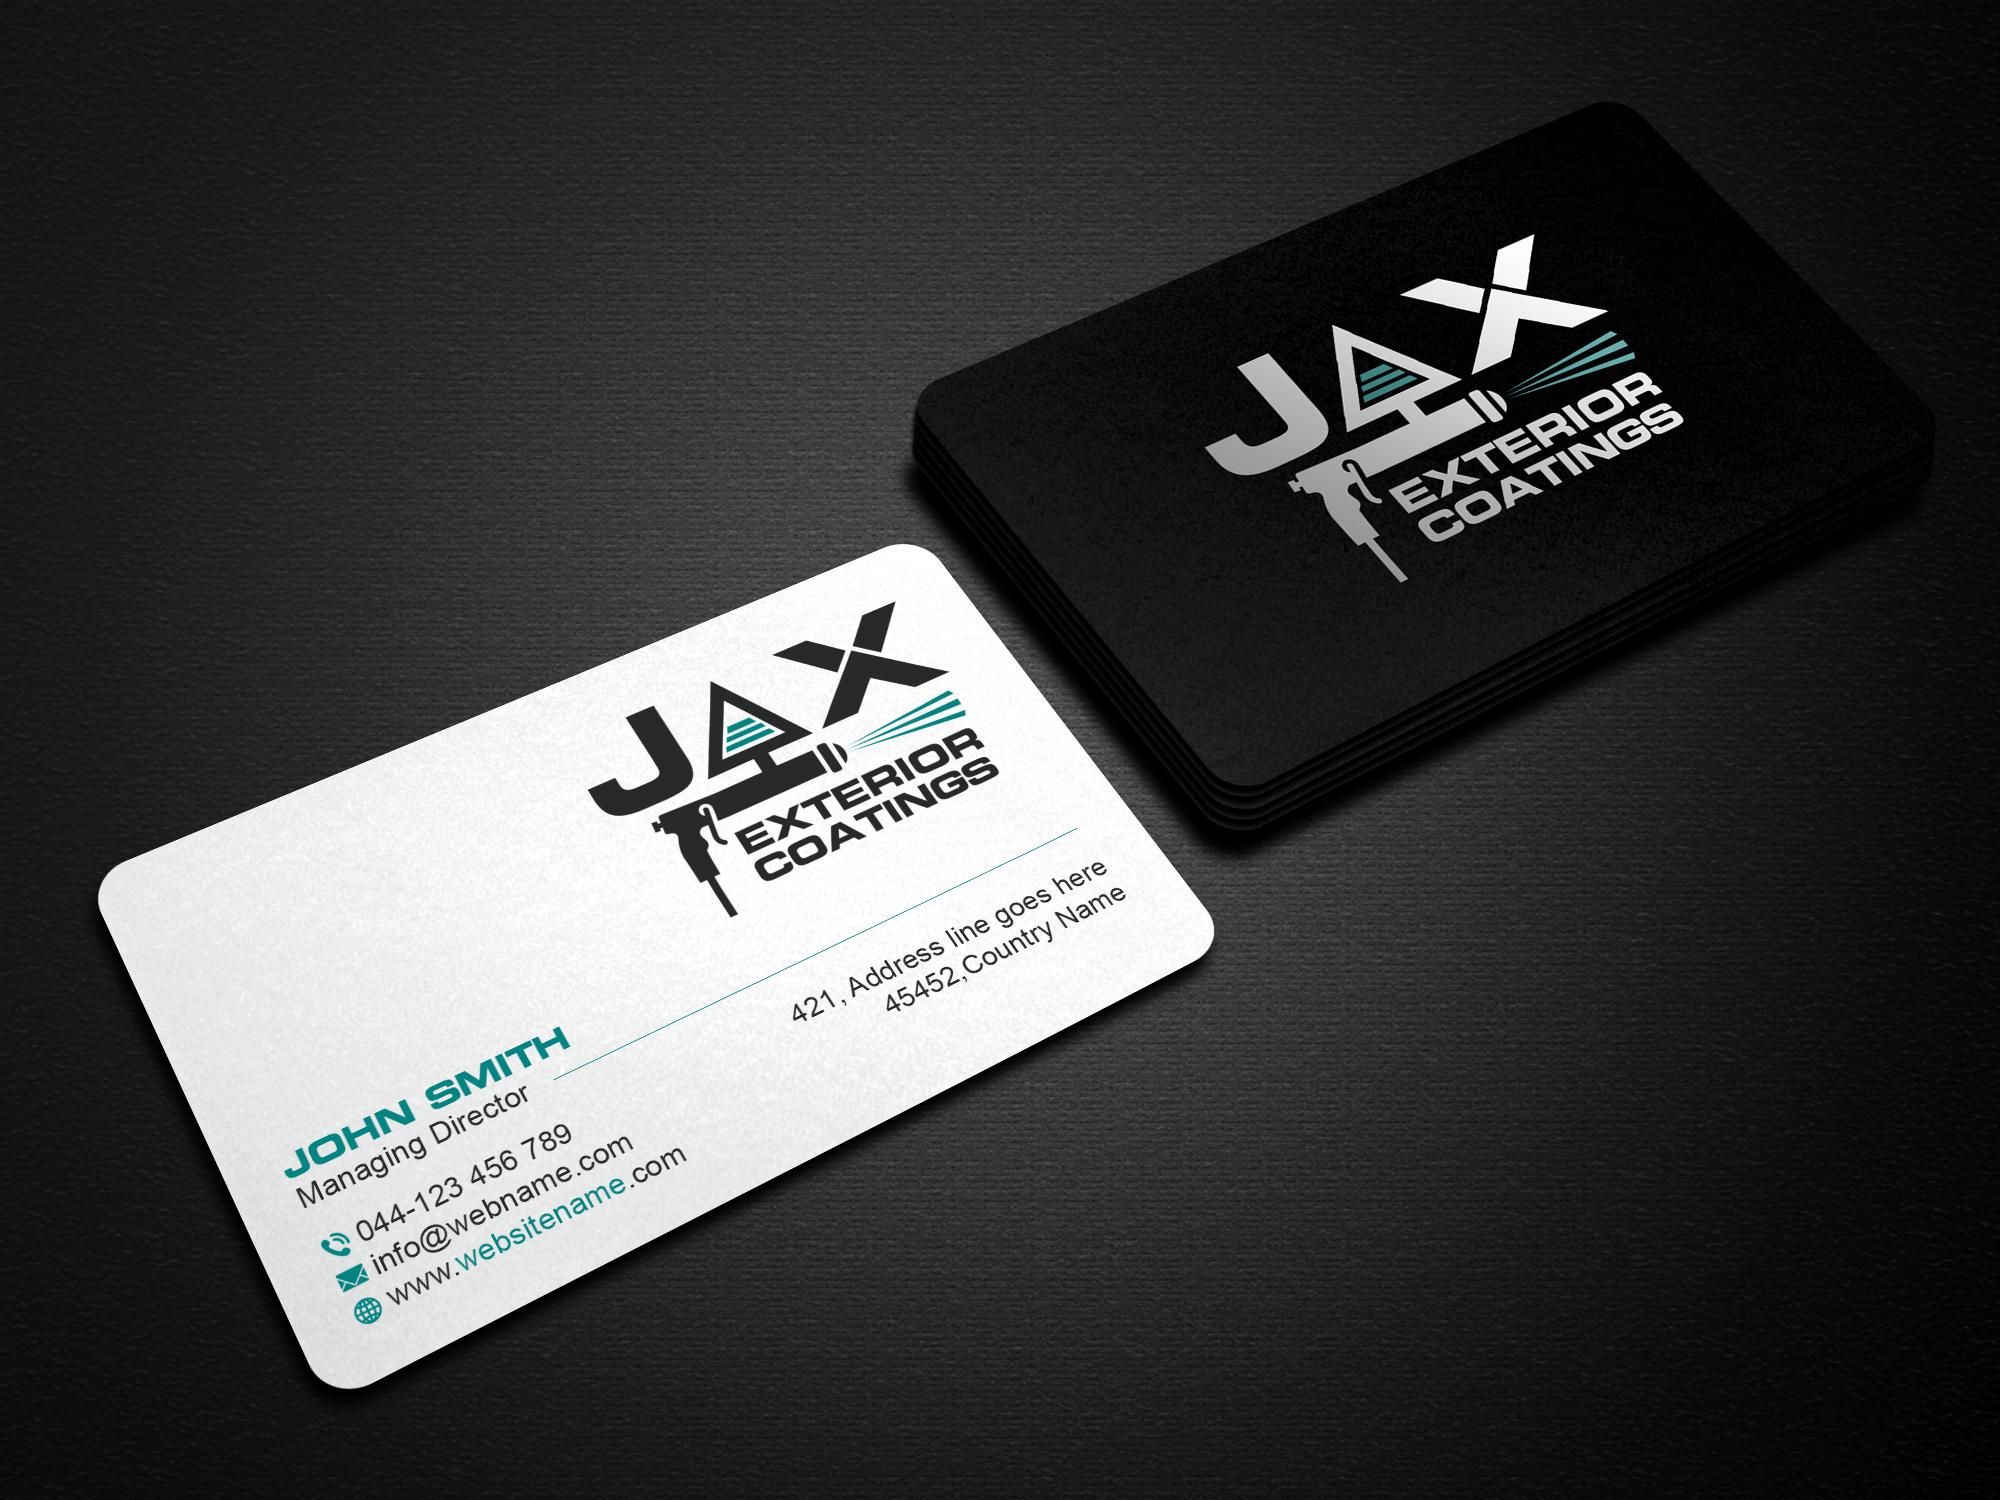 JAX
EXTERIOR
COATINGS
JAX
EXTERIOR
COATINGS
421, Address line goes here
45452,Country Name
JOHN SMITH
Managing Director
044-123 456 789
info@webname.com
www.websitename.com